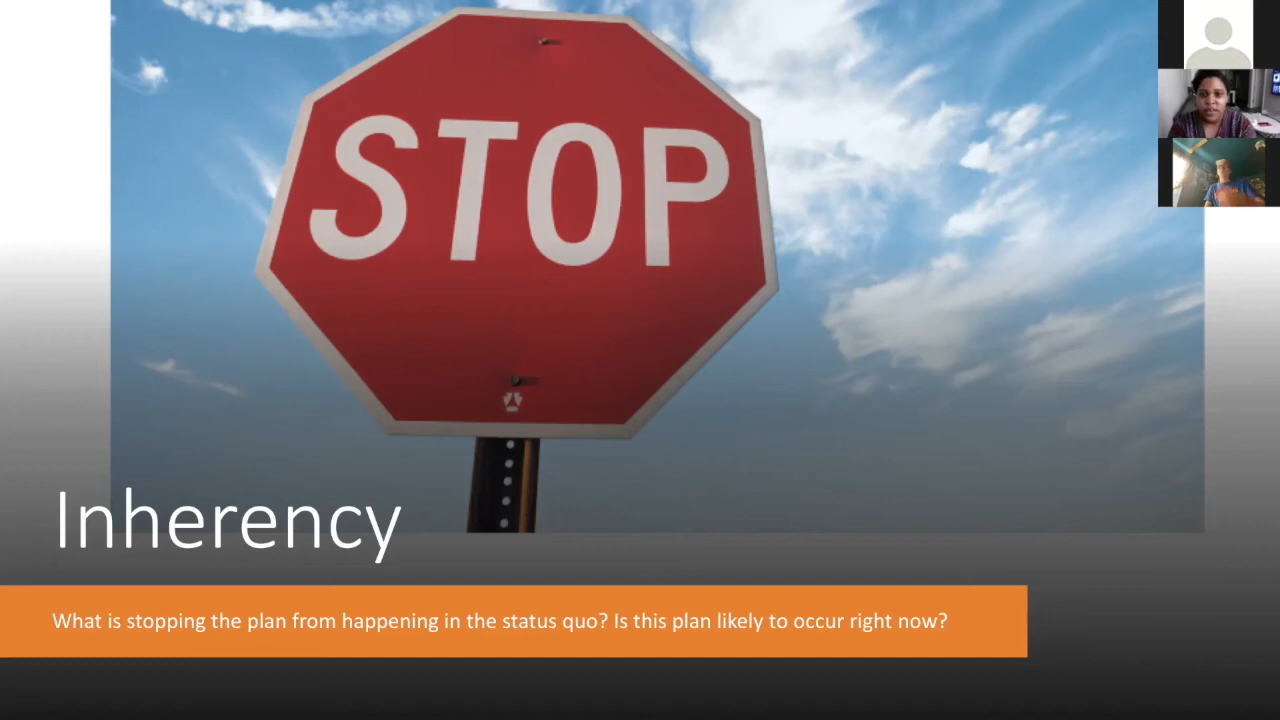 STOP
Inherency
What is stopping the plan from happening in the status quo? Is this plan likely to occur right now?